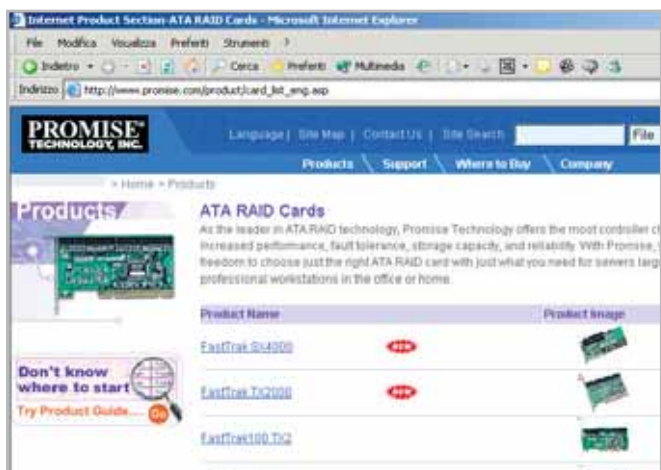 Internet Product Section-ATA RAID Cards - Microsoft Internet Explorer
File Modifica Visualizza Preferiti Strumenti ?
Indietro Cerca Preferiti Multimedia
Indirizzo http://www.promise.com/product/card_list_eng.asp
PROMISE
TECHNOLOGY, INC.
Language | Site Map | Contact Us | Site Search File
Products \ Support \ Where to Buy \ Company
> Home > Products
Products
ATA RAID Cards
As the leader in ATA RAID technology, Promise Technology offers the most controller
increased performance, fault tolerance, storage capacity, and reliability. With Promise,
freedom to choose just the right ATA RAID card with just what you need for servers
professional workstations in the office or home.
Product Name Product Image
FastTrak SX4000 NEW
Don't know
where to start
Try Product Guide.... Go
FastTrak TX2000 NEW
FastTrak100 TX2